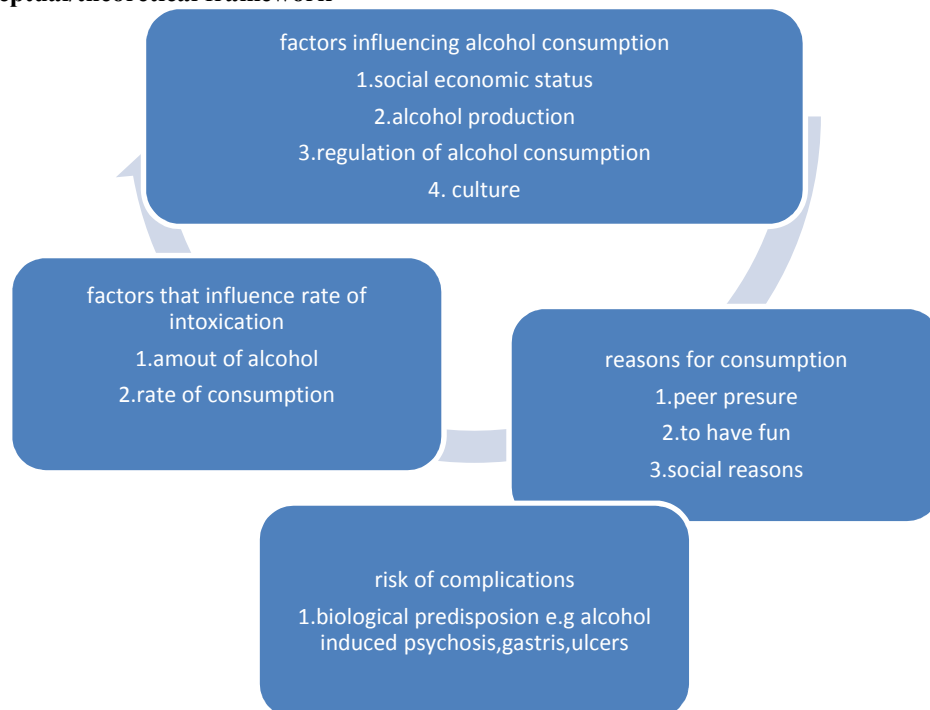 factors influencing alcohol consumption
1.social economic status
2.alcohol production
3.regulation of alcohol consumption
4. culture
factors that influence rate of
intoxication
1.amout of alcohol
2.rate of consumption
reasons for consumption
1.peer presure
2.to have fun
3.social reasons
risk of complications
1.biological predisposion e.g alcohol
induced psychosis,gastris,ulcers